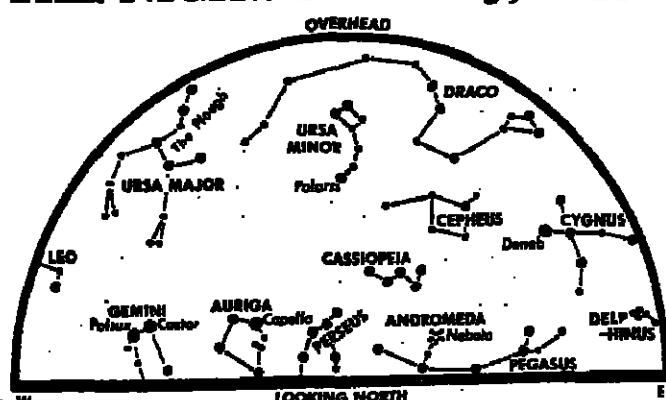 OVERHEAD
DRACO
The Plough
URSA
MINOR
Polaris
URSA MAJOR
CEPHEUS
CYGNUS
Deneb
LEO
CASSIOPEIA
GEMINI
Pollux
Castor
AURIGA
Capella
PERSEUS
ANDROMEDA
Nebula
DELP
HINUS
PEGASUS
W
LOOKING NORTH
E